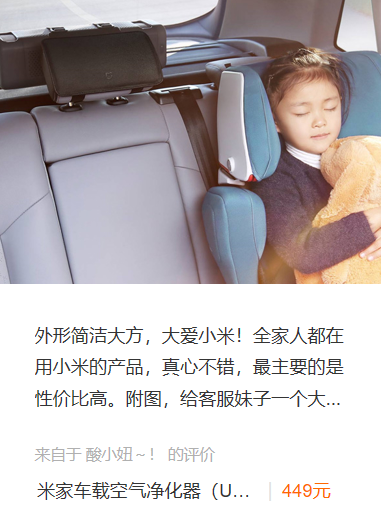 外形简洁大方，大爱小米！全家人都在
用小米的产品，真心不错，最主要的是
性价比高。附图，给客服妹子一个大...
来自于 酸小妞～！ 的评价
米家车载空气净化器（U... | 449元